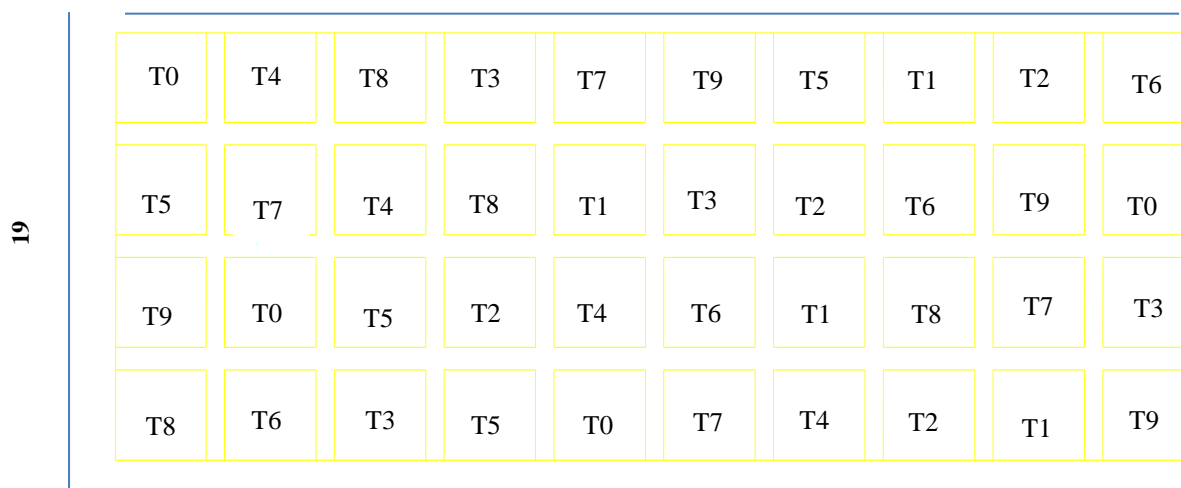 T0 T4 T8 T3 T7 T9 T5 T1 T2 T6
T5 T7 T4 T8 T1 T3 T2 T6 T9 T0
19
T9 T0 T5 T2 T4 T6 T1 T8 T7 T3
T8 T6 T3 T5 T0 T7 T4 T2 T1 T9